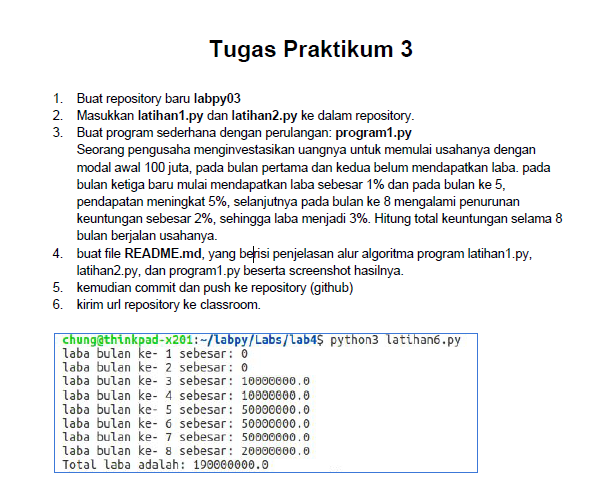 Tugas Praktikum 3
1. Buat repository baru labpy03
2. Masukkan latihan1.py dan latihan2.py ke dalam repository.
3. Buat program sederhana dengan perulangan: program1.py
Seorang pengusaha menginvestasikan uangnya untuk memulai usahanya dengan
modal awal 100 juta, pada bulan pertama dan kedua belum mendapatkan laba. pada
bulan ketiga baru mulai mendapatkan laba sebesar 1% dan pada bulan ke 5,
pendapatan meningkat 5%, selanjutnya pada bulan ke 8 mengalami penurunan
keuntungan sebesar 2%, sehingga laba menjadi 3%. Hitung total keuntungan selama 8
bulan berjalan usahanya.
4. buat file README.md, yang berisi penjelasan alur algoritma program latihan1.py,
latihan2.py, dan program1.py beserta screenshot hasilnya.
5. kemudian commit dan push ke repository (github)
6. kirim url repository ke classroom.
chung@thinkpad-x201:~/labpy/Labs/lab4$ python3 latihan6.py
laba bulan ke- 1 sebesar: 0
laba bulan ke- 2 sebesar: 0
laba bulan ke- 3 sebesar: 10000000.0
laba bulan ke- 4 sebesar: 10000000.0
laba bulan ke- 5 sebesar: 50000000.0
laba bulan ke- 6 sebesar: 50000000.0
laba bulan ke- 7 sebesar: 50000000.0
laba bulan ke- 8 sebesar: 20000000.0
Total laba adalah: 190000000.0